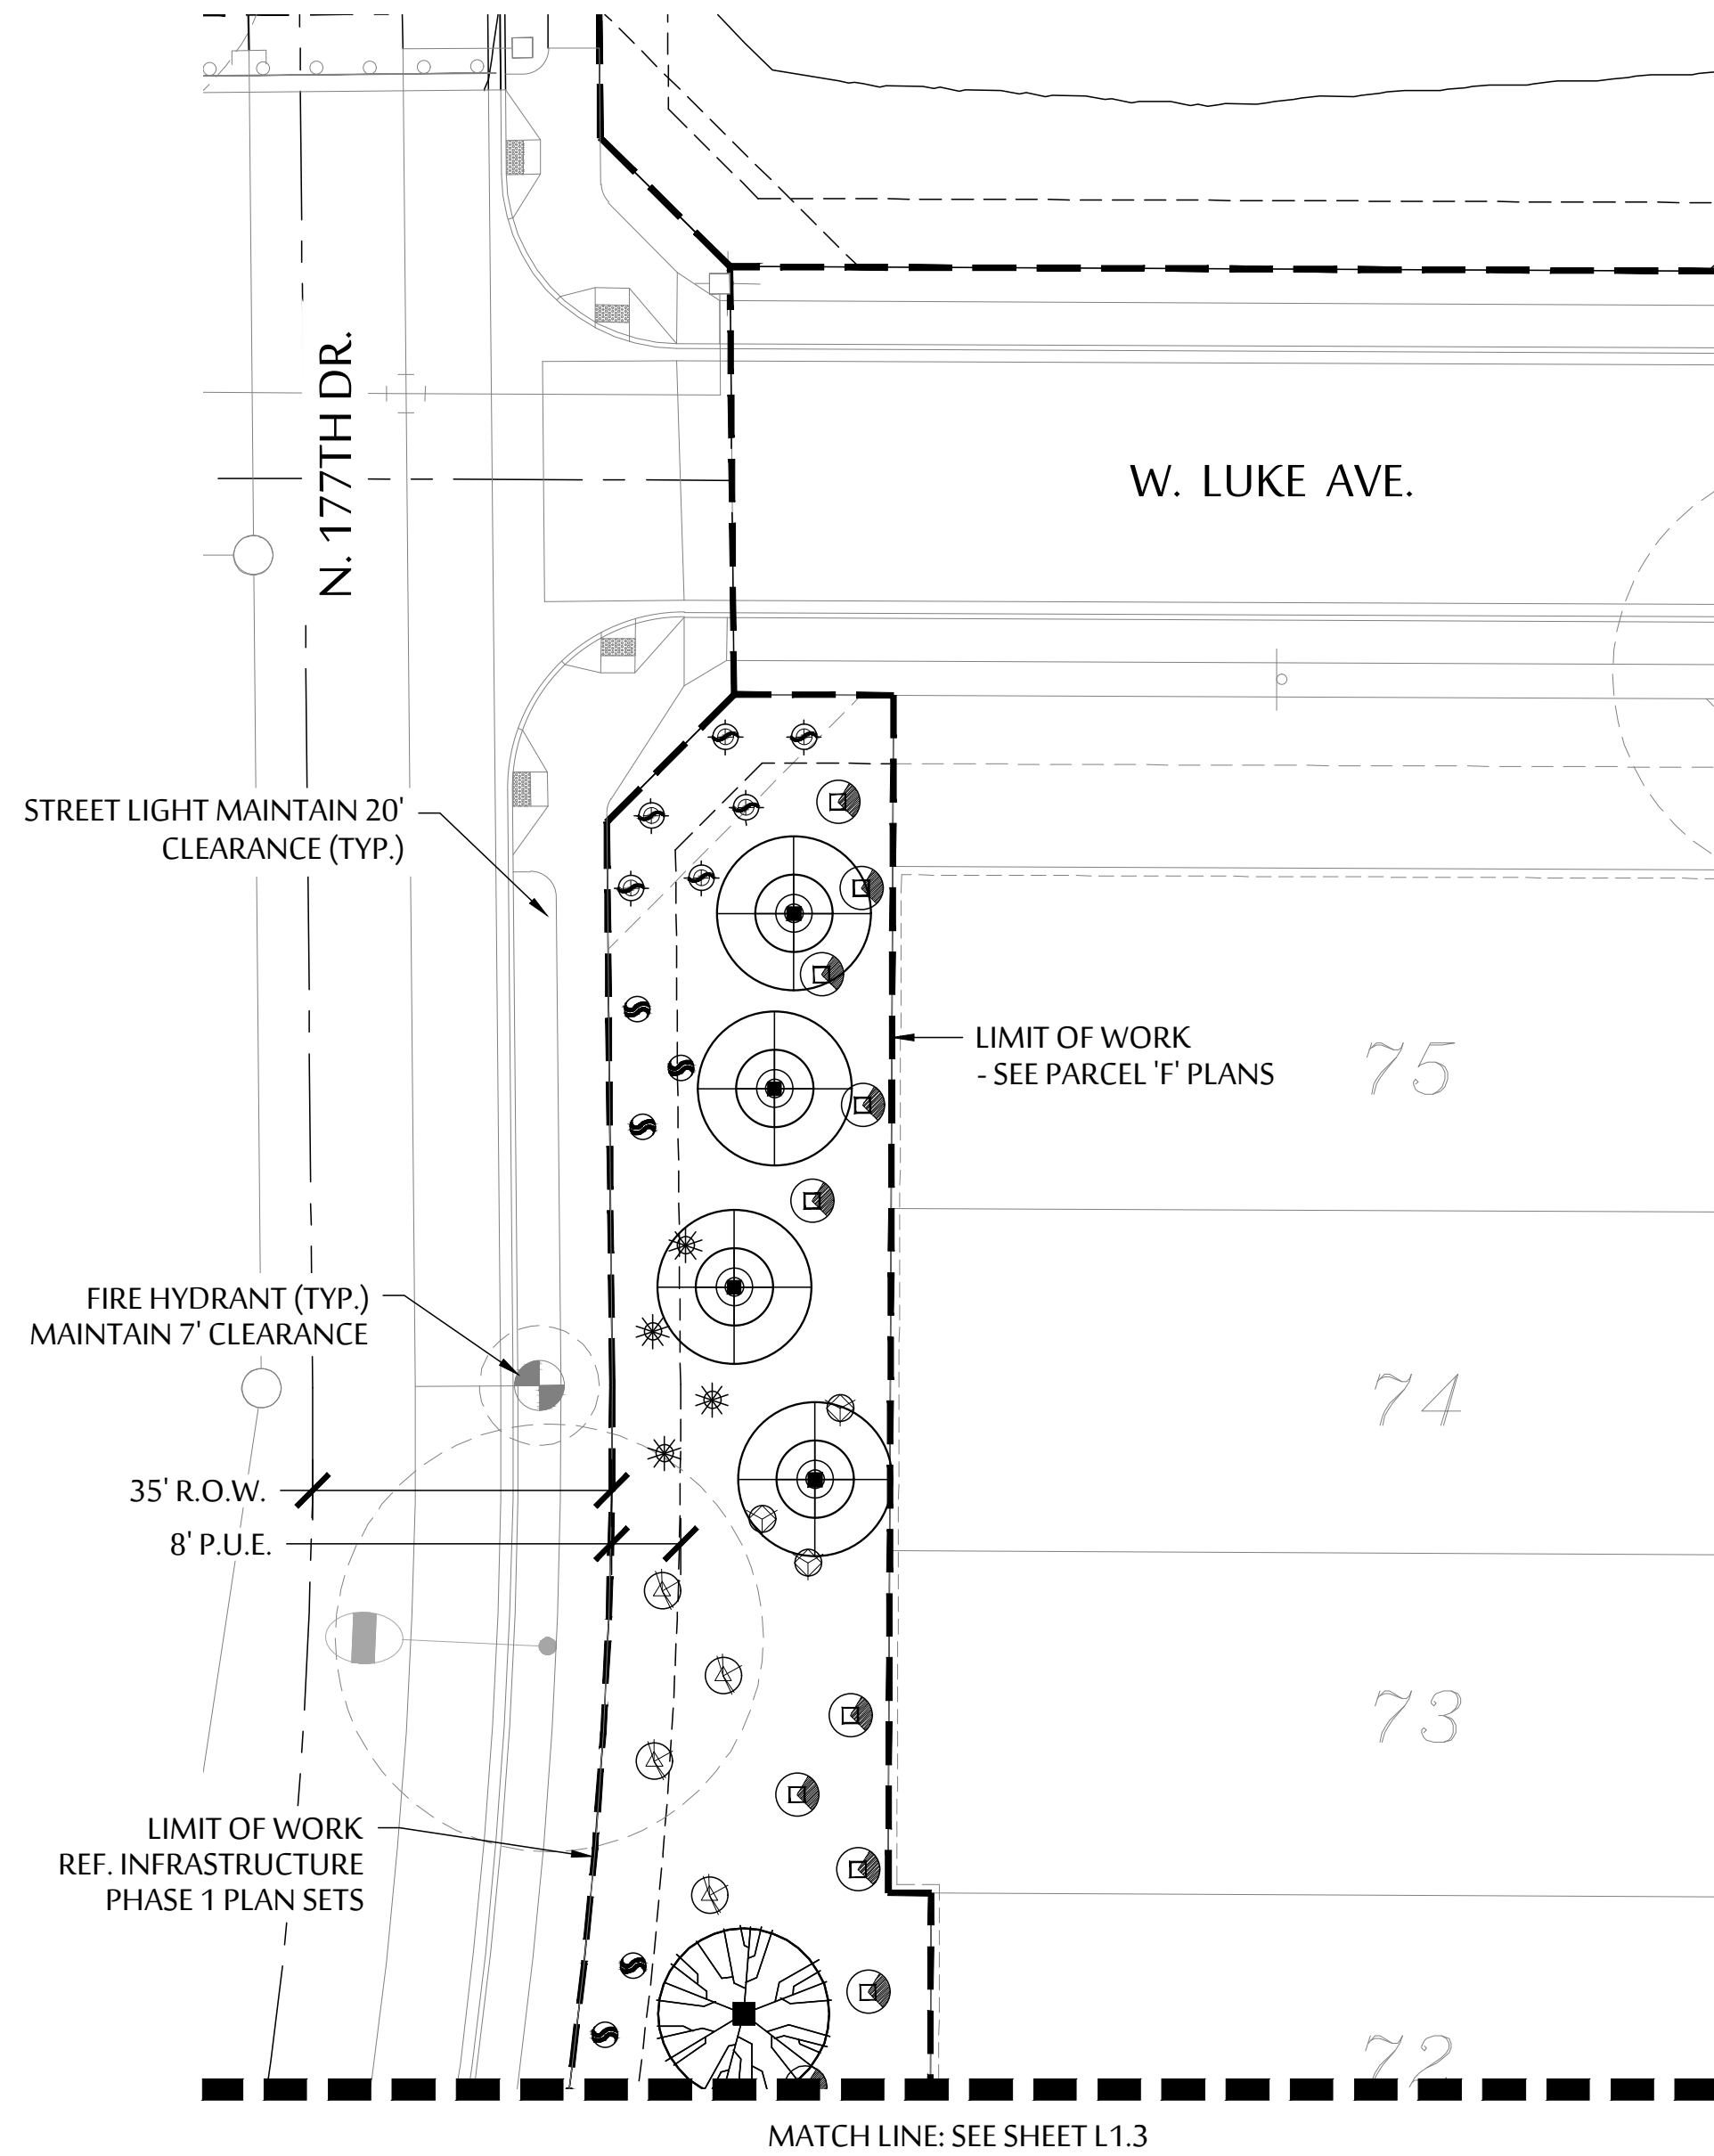 N. 177TH DR.
W. LUKE AVE.
STREET LIGHT MAINTAIN 20'
CLEARANCE (TYP.)
LIMIT OF WORK
- SEE PARCEL 'F' PLANS
75
FIRE HYDRANT (TYP.)
MAINTAIN 7' CLEARANCE
74
35' R.O.W.
8' P.U.E.
73
LIMIT OF WORK
REF. INFRASTRUCTURE
PHASE 1 PLAN SETS
72
MATCH LINE: SEE SHEET L1.3